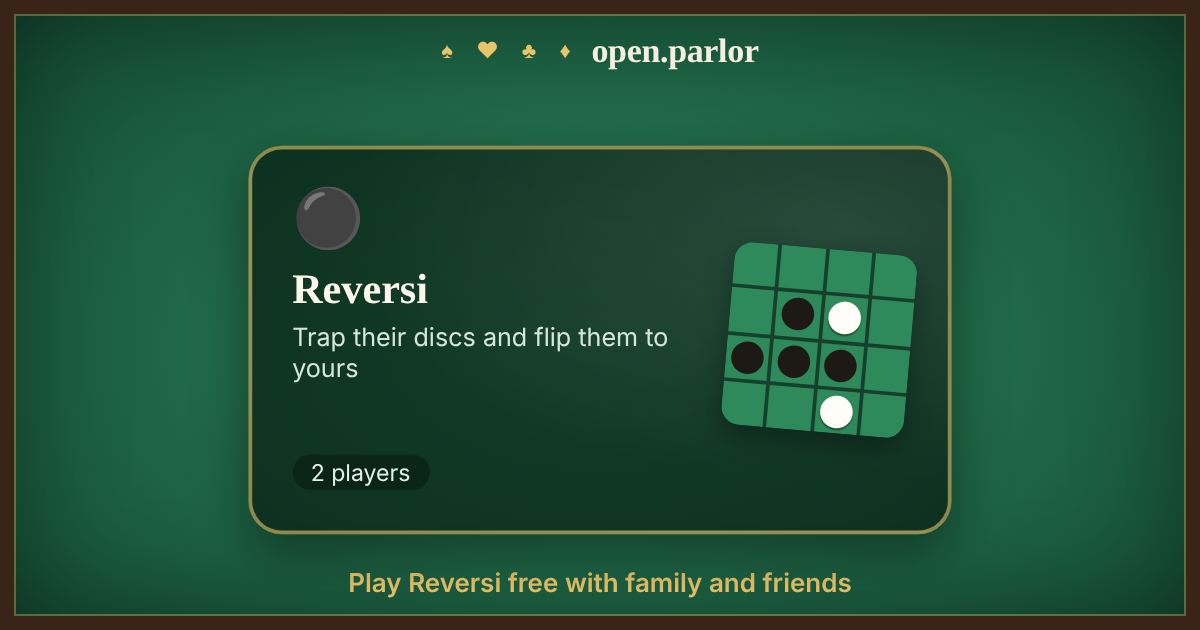 ♠ ♥ ♣ ♦ open.parlor
Reversi
Trap their discs and flip them to
yours
2 players
Play Reversi free with family and friends